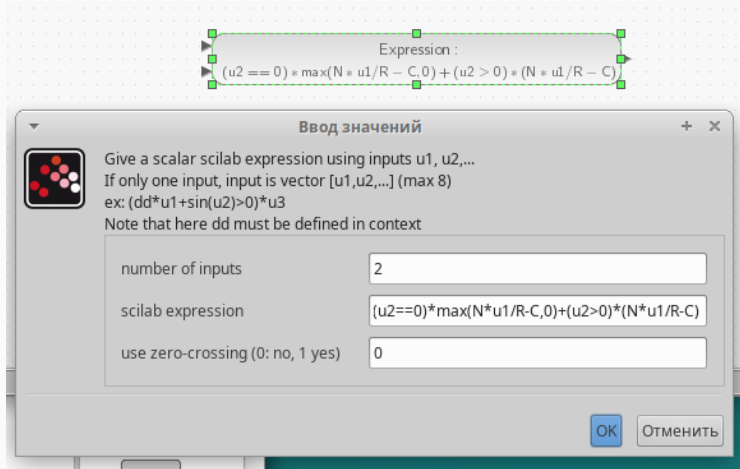 Expression :
(u2 == 0) ∗ max(N ∗ u1/R − C,0) + (u2 > 0) ∗ (N ∗ u1/R − C)
Ввод значений
Give a scalar scilab expression using inputs u1, u2,...
If only one input, input is vector [u1,u2,...] (max 8)
ex: (dd*u1+sin(u2)>0)*u3
Note that here dd must be defined in context
number of inputs 2
scilab expression (u2==0)*max(N*u1/R-C,0)+(u2>0)*(N*u1/R-C)
use zero-crossing (0: no, 1 yes) 0
OK Отменить